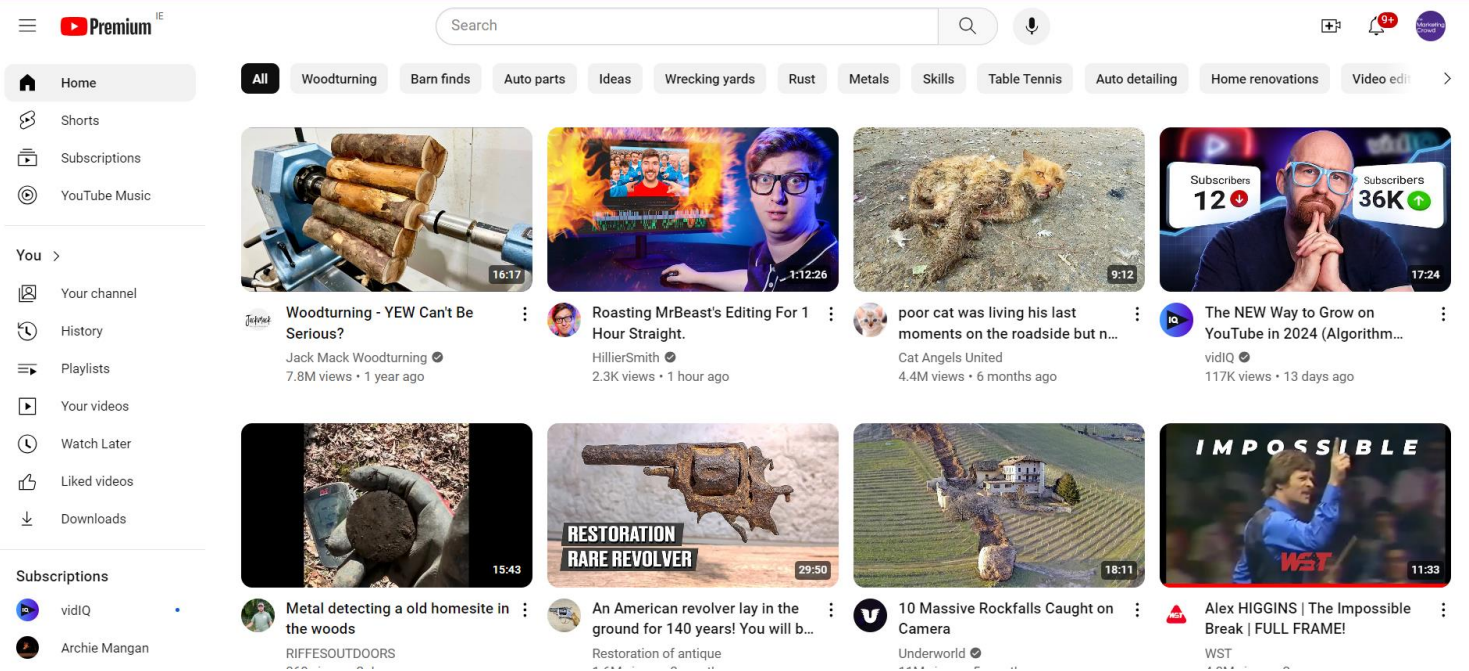 Premium IE
Search
9+
Marketing
Crowd
Home
Shorts
Subscriptions
YouTube Music
You
Your channel
History
Playlists
Your videos
Watch Later
Liked videos
Downloads
Subscriptions
vidIQ
Archie Mangan
All
Woodturning
Barn finds
Auto parts
Ideas
Wrecking yards
Rust
Metals
Skills
Table Tennis
Auto detailing
Home renovations
Video edi
16:17
JackMack
Woodturning - YEW Can't Be
Serious?
Jack Mack Woodturning
7.8M views • 1 year ago
1:12:26
Roasting MrBeast's Editing For 1
Hour Straight.
HillierSmith
2.3K views • 1 hour ago
9:12
poor cat was living his last
moments on the roadside but n...
Cat Angels United
4.4M views • 6 months ago
Subscribers
12
Subscribers
36K
17:24
IQ
The NEW Way to Grow on
YouTube in 2024 (Algorithm...
vidIQ
117K views • 13 days ago
15:43
Metal detecting a old homesite in
the woods
RIFFESOUTDOORS
RESTORATION
RARE REVOLVER
29:50
An American revolver lay in the
ground for 140 years! You will b...
Restoration of antique
18:11
10 Massive Rockfalls Caught on
Camera
Underworld
IMPOSSIBLE
WST
11:33
WST
Alex HIGGINS | The Impossible
Break | FULL FRAME!
WST